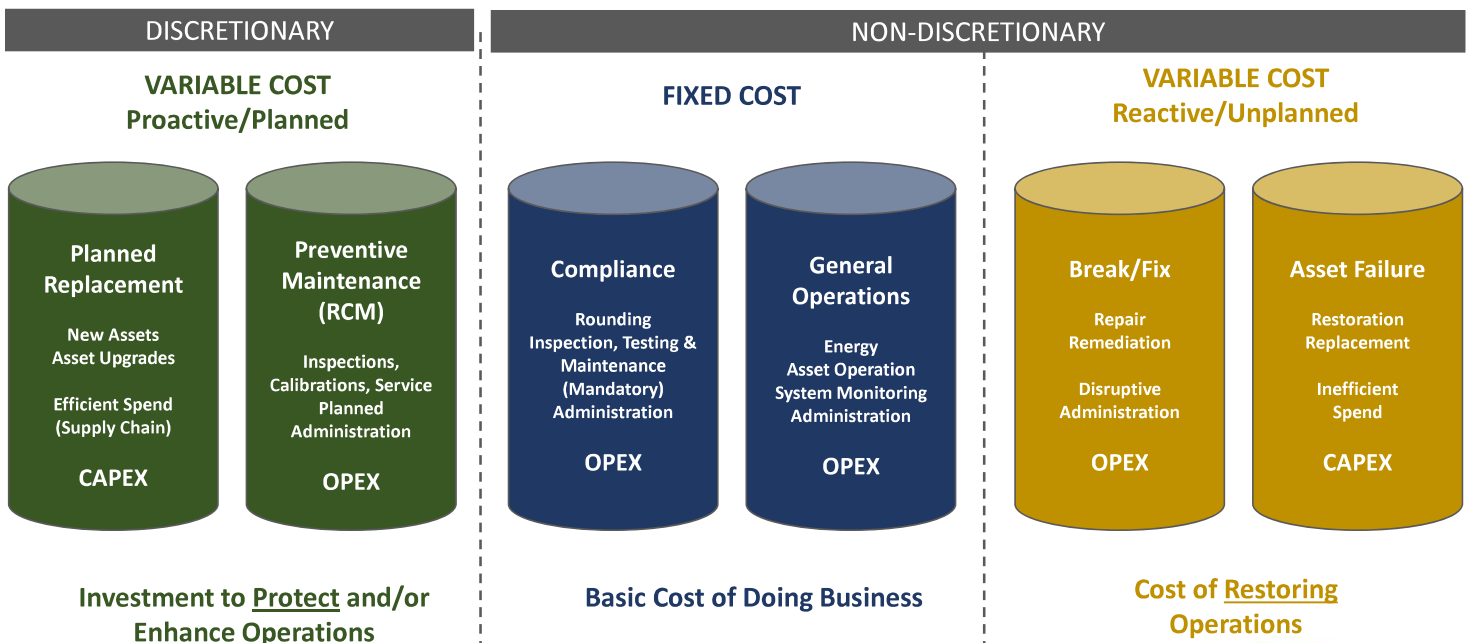 DISCRETIONARY
NON-DISCRETIONARY
VARIABLE COST
Proactive/Planned
FIXED COST
VARIABLE COST
Reactive/Unplanned
Planned
Replacement
New Assets
Asset Upgrades
Efficient Spend
(Supply Chain)
CAPEX
Preventive
Maintenance
(RCM)
Inspections,
Calibrations, Service
Planned
Administration
OPEX
Compliance
Rounding
Inspection, Testing &
Maintenance
(Mandatory)
Administration
OPEX
General
Operations
Energy
Asset Operation
System Monitoring
Administration
OPEX
Break/Fix
Repair
Remediation
Disruptive
Administration
OPEX
Asset Failure
Restoration
Replacement
Inefficient
Spend
CAPEX
Investment to Protect and/or
Enhance Operations
Basic Cost of Doing Business
Cost of Restoring
Operations